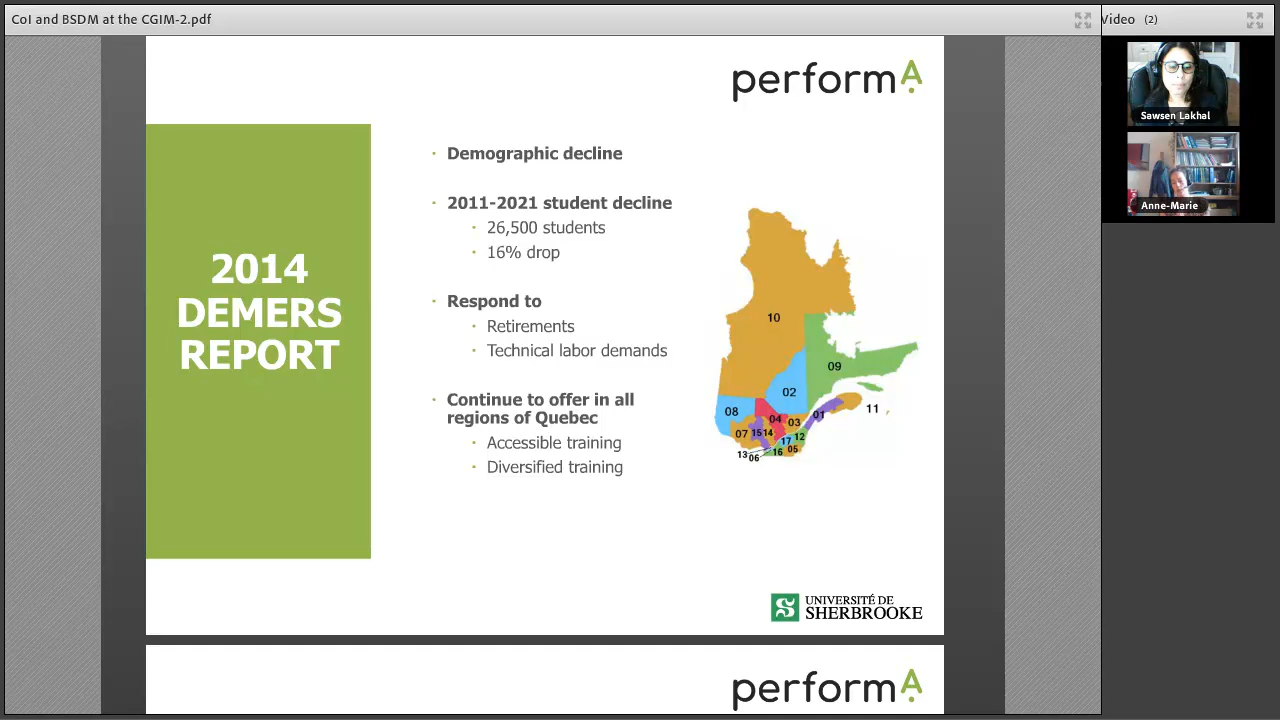 CoI and BSDM at the CGIM-2.pdf
Video (2)
performA
2014
DEMERS
REPORT
· Demographic decline
· 2011-2021 student decline
· 26,500 students
· 16% drop
· Respond to
· Retirements
· Technical labor demands
· Continue to offer in all
regions of Quebec
· Accessible training
· Diversified training
10
09
02
08
04
03
01
11
07
15
14
17
12
13
06
16
05
UNIVERSITÉ DE
SHERBROOKE
performA
Sawsen Lakhal
Anne-Marie